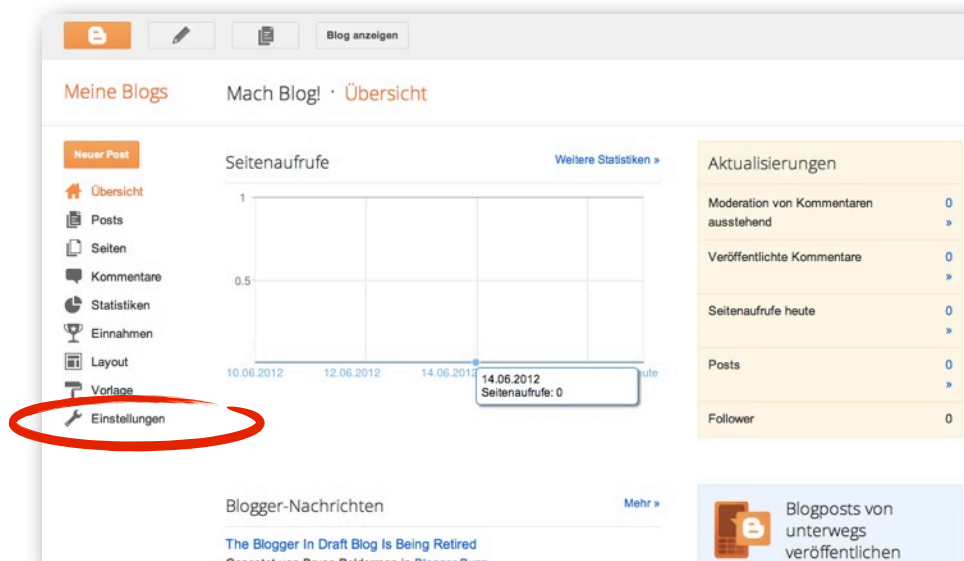 Blog anzeigen
Meine Blogs
Mach Blog! · Übersicht
Neuer Post
Übersicht
Posts
Seiten
Kommentare
Statistiken
Einnahmen
Layout
Vorlage
Einstellungen
Seitenaufrufe
Weitere Statistiken »
1
0.5
10.06.2012
12.06.2012
14.06.2012
14.06.2012
Seitenaufrufe: 0
Aktualisierungen
Moderation von Kommentaren
ausstehend
0
»
Veröffentlichte Kommentare
0
»
Seitenaufrufe heute
0
»
Posts
0
»
Follower
0
Blogger-Nachrichten
Mehr »
The Blogger In Draft Blog Is Being Retired
Blogposts von
unterwegs
veröffentlichen